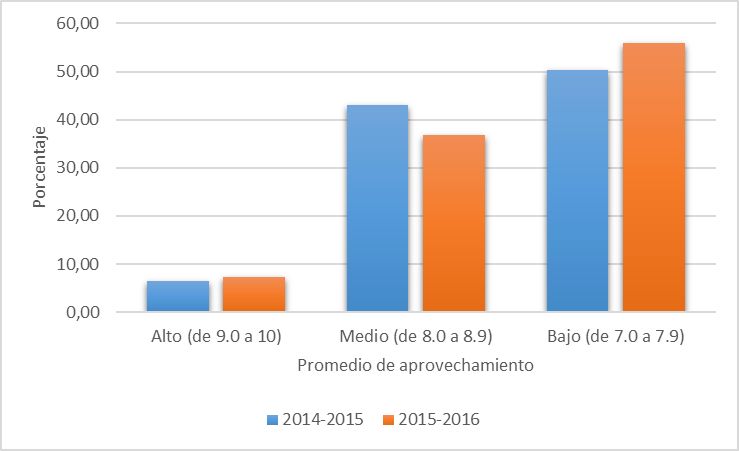 60,00
50,00
40,00
30,00
20,00
10,00
0,00
Porcentaje
Alto (de 9.0 a 10) Medio (de 8.0 a 8.9) Bajo (de 7.0 a 7.9)
Promedio de aprovechamiento
2014-2015 2015-2016